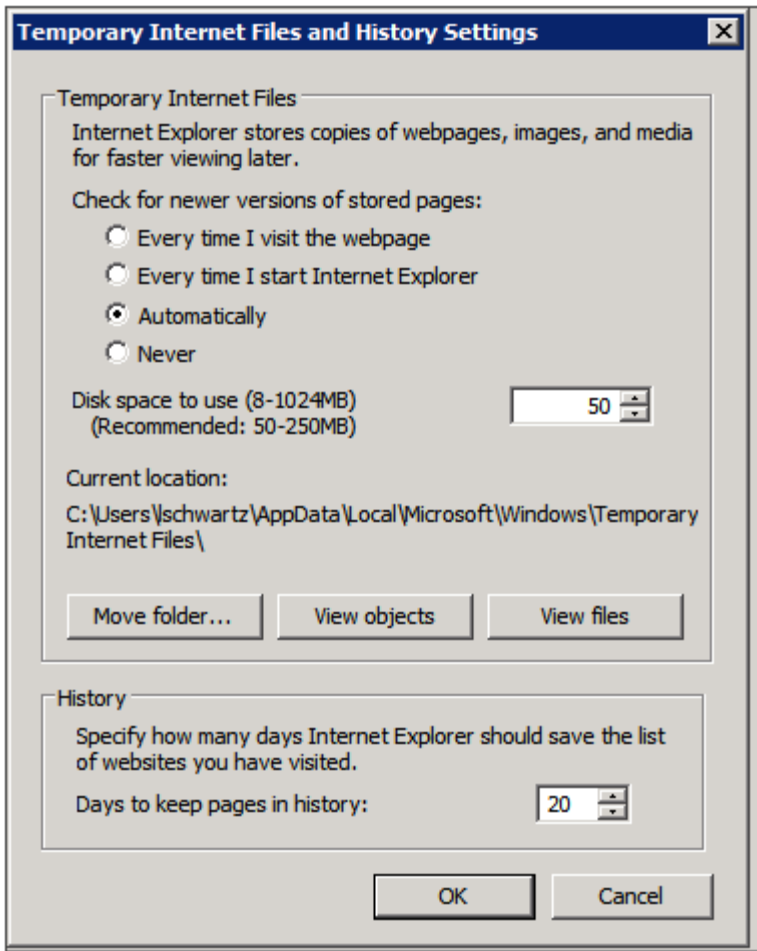 Temporary Internet Files and History Settings
Temporary Internet Files
Internet Explorer stores copies of webpages, images, and media
for faster viewing later.
Check for newer versions of stored pages:
Every time I visit the webpage
Every time I start Internet Explorer
Automatically
Never
Disk space to use (8-1024MB)
50
(Recommended: 50-250MB)
Current location:
C:\Users\lschwartz\AppData\Local\Microsoft\Windows\Temporary
Internet Files\
Move folder...
View objects
View files
History
Specify how many days Internet Explorer should save the list
of websites you have visited.
Days to keep pages in history:
20
OK
Cancel